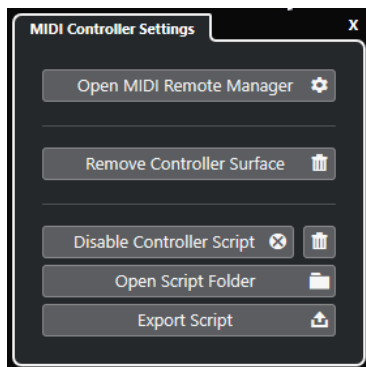 MIDI Controller Settings
X
Open MIDI Remote Manager
Remove Controller Surface
Disable Controller Script
Open Script Folder
Export Script